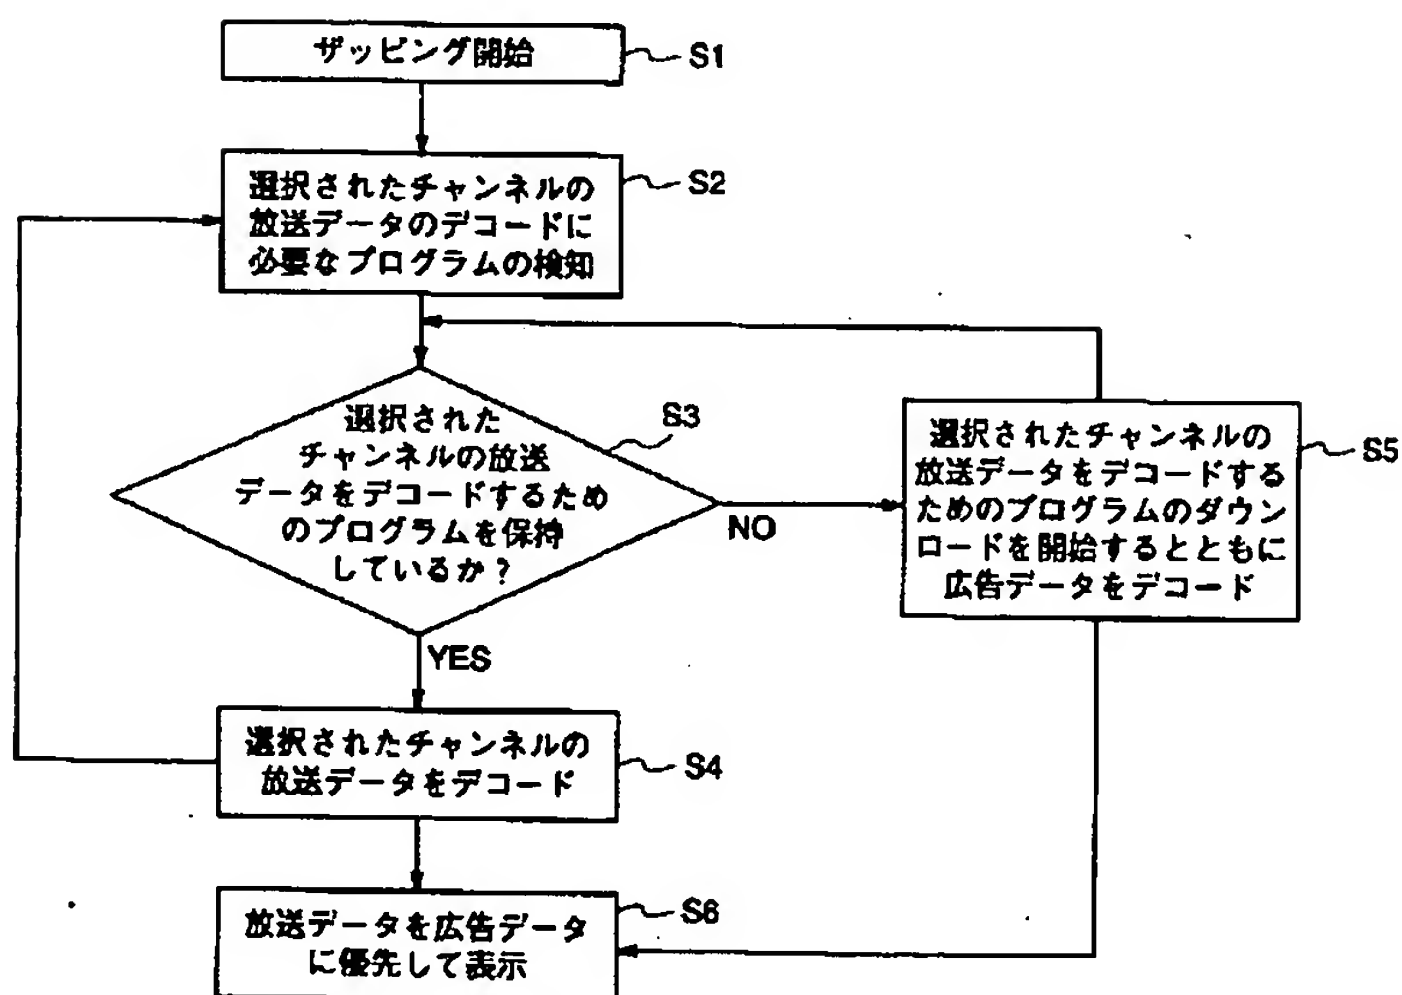 ザッピング開始
S1
選択されたチャンネルの
放送データのデコードに
必要なプログラムの検知
S2
選択された
チャンネルの放送
データをデコードするため
のプログラムを保持
しているか？
S3
NO
YES
選択されたチャンネルの
放送データをデコードする
ためのプログラムのダウン
ロードを開始するとともに
広告データをデコード
S5
選択されたチャンネルの
放送データをデコード
S4
放送データを広告データ
に優先して表示
S6